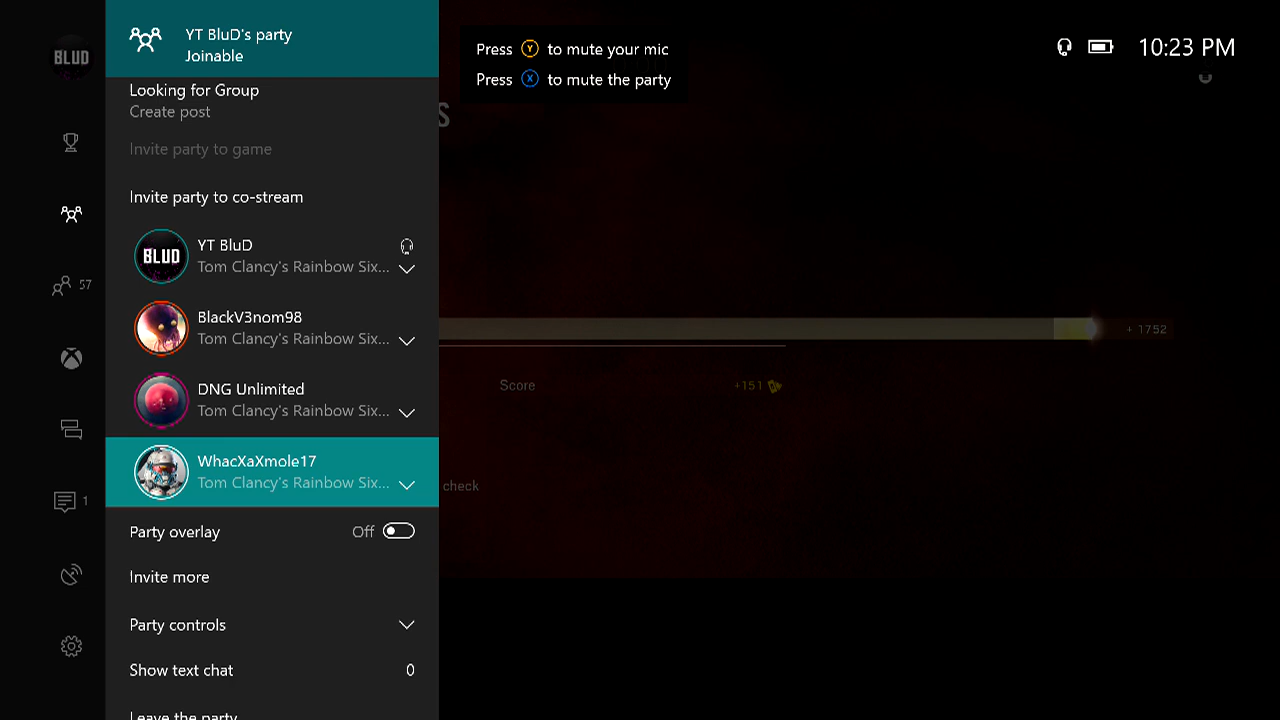 YT BluD's party
Joinable
Press Y to mute your mic
Press X to mute the party
10:23 PM
BLUD
Looking for Group
Create post
S
Invite party to game
Invite party to co-stream
YT BluD
Tom Clancy's Rainbow Six...
BLUD
57
BlackV3nom98
Tom Clancy's Rainbow Six...
+ 1752
DNG Unlimited
Tom Clancy's Rainbow Six...
Score
+151
WhacXaXmole17
Tom Clancy's Rainbow Six...
check
1
Party overlay
Off
Invite more
Party controls
Show text chat
0
Leave the party